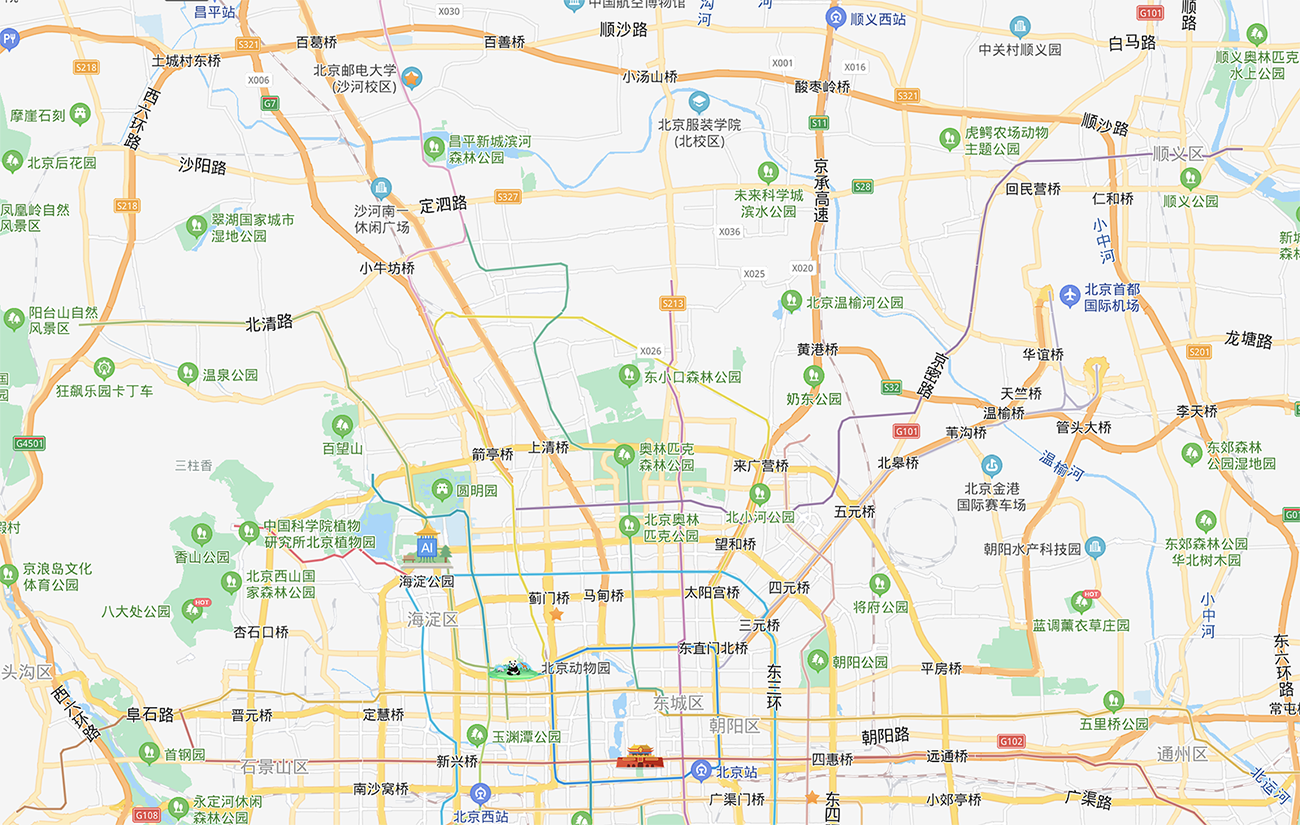 昌平站
X030
中国航空博物馆
沟
河
河
顺沙路
顺义西站
G101
顺
路
白马路
中关村顺义园
顺义奥林匹克
水上公园
S321
百葛桥
百善桥
土城村东桥
S218
X006
北京邮电大学
(沙河校区)
小汤山桥
X001
X016
酸枣岭桥
S321
G7
西六环路
摩崖石刻
北京后花园
沙阳路
昌平新城滨河
森林公园
北京服装学院
(北校区)
S11
顺沙路
虎鳄农场动物
主题公园
顺义区
京承高速
未来科学城
滨水公园
S28
回民营桥
仁和桥
顺义公园
S218
凤凰岭自然
风景区
翠湖国家城市
湿地公园
沙河南一
休闲广场
定泗路
S327
X036
小中河
新城
森林
小牛坊桥
X025
X020
S213
北京温榆河公园
北京首都
国际机场
阳台山自然
风景区
北清路
X026
黄港桥
华谊桥
龙塘路
S201
狂飙乐园卡丁车
温泉公园
东小口森林公园
奶东公园
S32
京密路
天竺桥
温榆桥
李天桥
G4501
百望山
G101
苇沟桥
管头大桥
三柱香
箭亭桥
上清桥
奥林匹克
森林公园
来广营桥
北皋桥
温榆河
东郊森林
公园湿地园
圆明园
北京金港
国际赛车场
中国科学院植物
研究所北京植物园
香山公园
北京奥林
匹克公园
北小河公园
五元桥
望和桥
朝阳水产科技园
东郊森林公园
华北树木园
AI
京浪岛文化
体育公园
北京西山国
家森林公园
海淀公园
HOT
八大处公园
海淀区
蓟门桥
马甸桥
太阳宫桥
四元桥
将府公园
HOT
蓝调薰衣草庄园
小中河
杏石口桥
三元桥
东直门北桥
北京动物园
朝阳公园
平房桥
东六环路
头沟区
西六环路
阜石路
晋元桥
定慧桥
东城区
朝阳区
东三环
五里桥公园
常屯桥
首钢园
石景山区
玉渊潭公园
新兴桥
朝阳路
四惠桥
远通桥
G102
通州区
北京站
南沙窝桥
北京西站
广渠门桥
东四
小郊亭桥
广渠路
北运河
G108
永定河休闲
森林公园